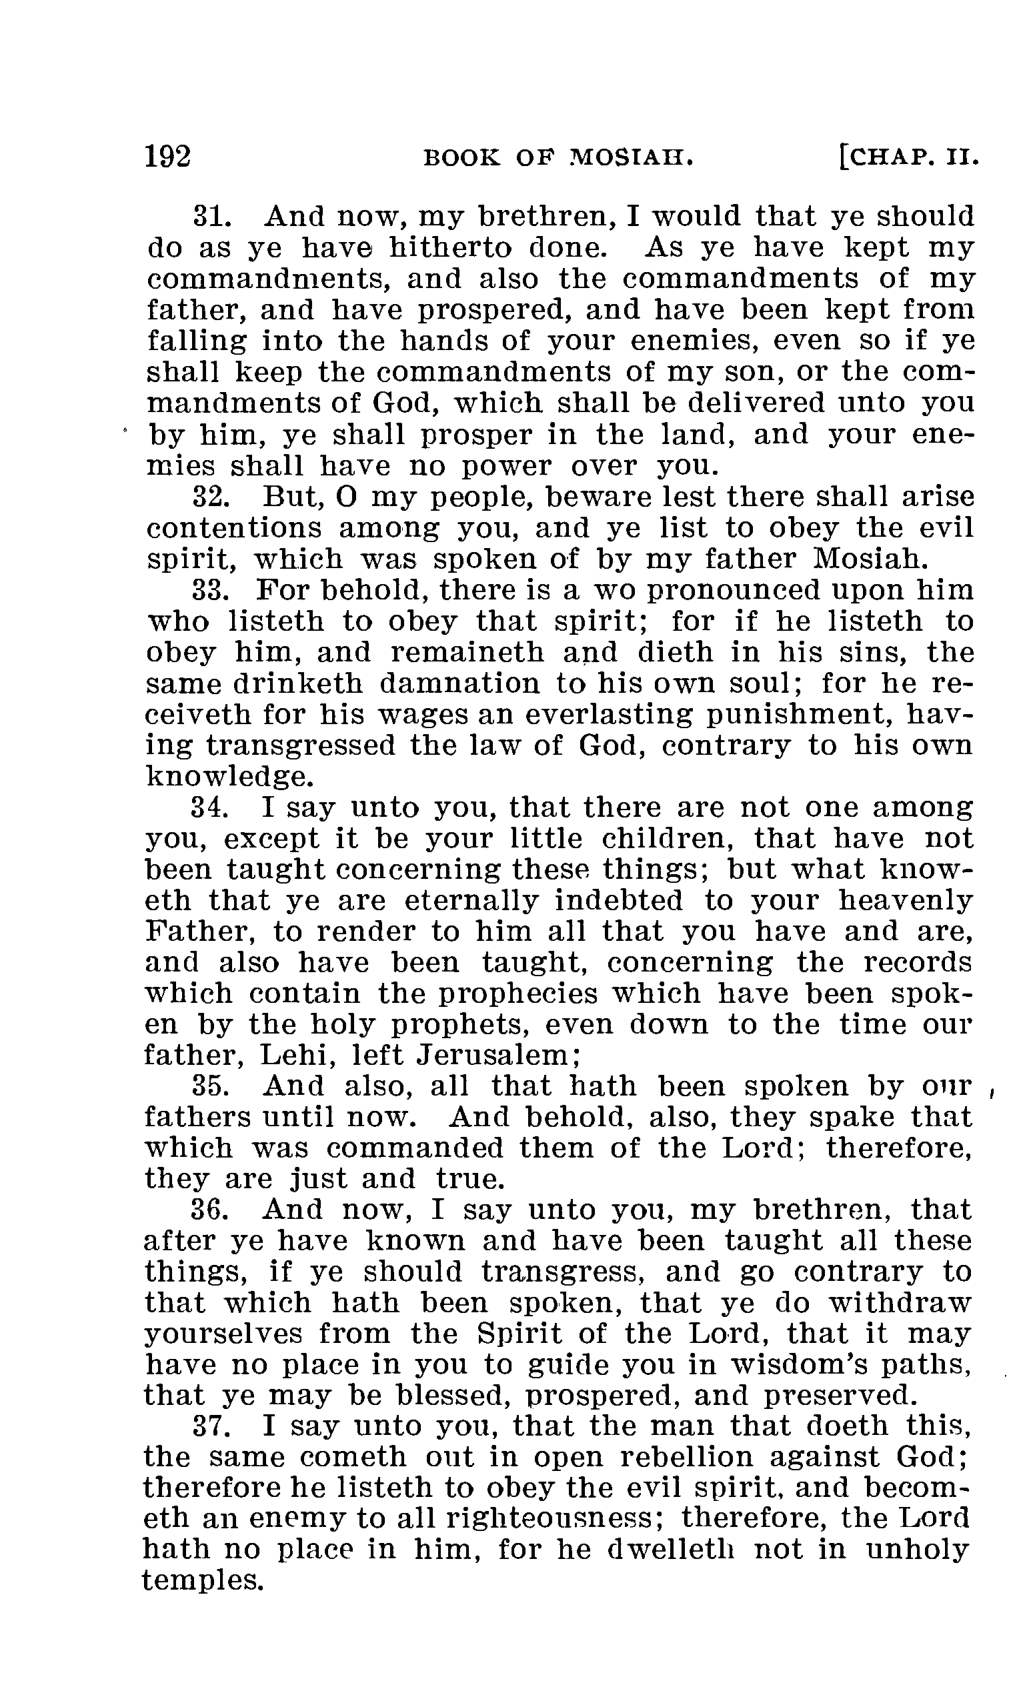 192 BOOK OF MOSIAH. [CHAP. II.
31. And now, my brethren, I would that ye should
do as ye have hitherto done. As ye have kept my
commandments, and also the commandments of my
father, and have prospered, and have been kept from
falling into the hands of your enemies, even so if ye
shall keep the commandments of my son, or the com-
mandments of God, which shall be delivered unto you
by him, ye shall prosper in the land, and your ene-
mies shall have no power over you.
32. But, O my people, beware lest there shall arise
contentions among you, and ye list to obey the evil
spirit, which was spoken of by my father Mosiah.
33. For behold, there is a wo pronounced upon him
who listeth to obey that spirit; for if he listeth to
obey him, and remaineth and dieth in his sins, the
same drinketh damnation to his own soul; for he re-
ceiveth for his wages an everlasting punishment, hav-
ing transgressed the law of God, contrary to his own
knowledge.
34. I say unto you, that there are not one among
you, except it be your little children, that have not
been taught concerning these things; but what know-
eth that ye are eternally indebted to your heavenly
Father, to render to him all that you have and are,
and also have been taught, concerning the records
which contain the prophecies which have been spok-
en by the holy prophets, even down to the time our
father, Lehi, left Jerusalem;
35. And also, all that hath been spoken by our
fathers until now. And behold, also, they spake that
which was commanded them of the Lord; therefore,
they are just and true.
36. And now, I say unto you, my brethren, that
after ye have known and have been taught all these
things, if ye should transgress, and go contrary to
that which hath been spoken, that ye do withdraw
yourselves from the Spirit of the Lord, that it may
have no place in you to guide you in wisdom's paths,
that ye may be blessed, prospered, and preserved.
37. I say unto you, that the man that doeth this,
the same cometh out in open rebellion against God;
therefore he listeth to obey the evil spirit, and becom-
eth an enemy to all righteousness; therefore, the Lord
hath no place in him, for he dwelleth not in unholy
temples.